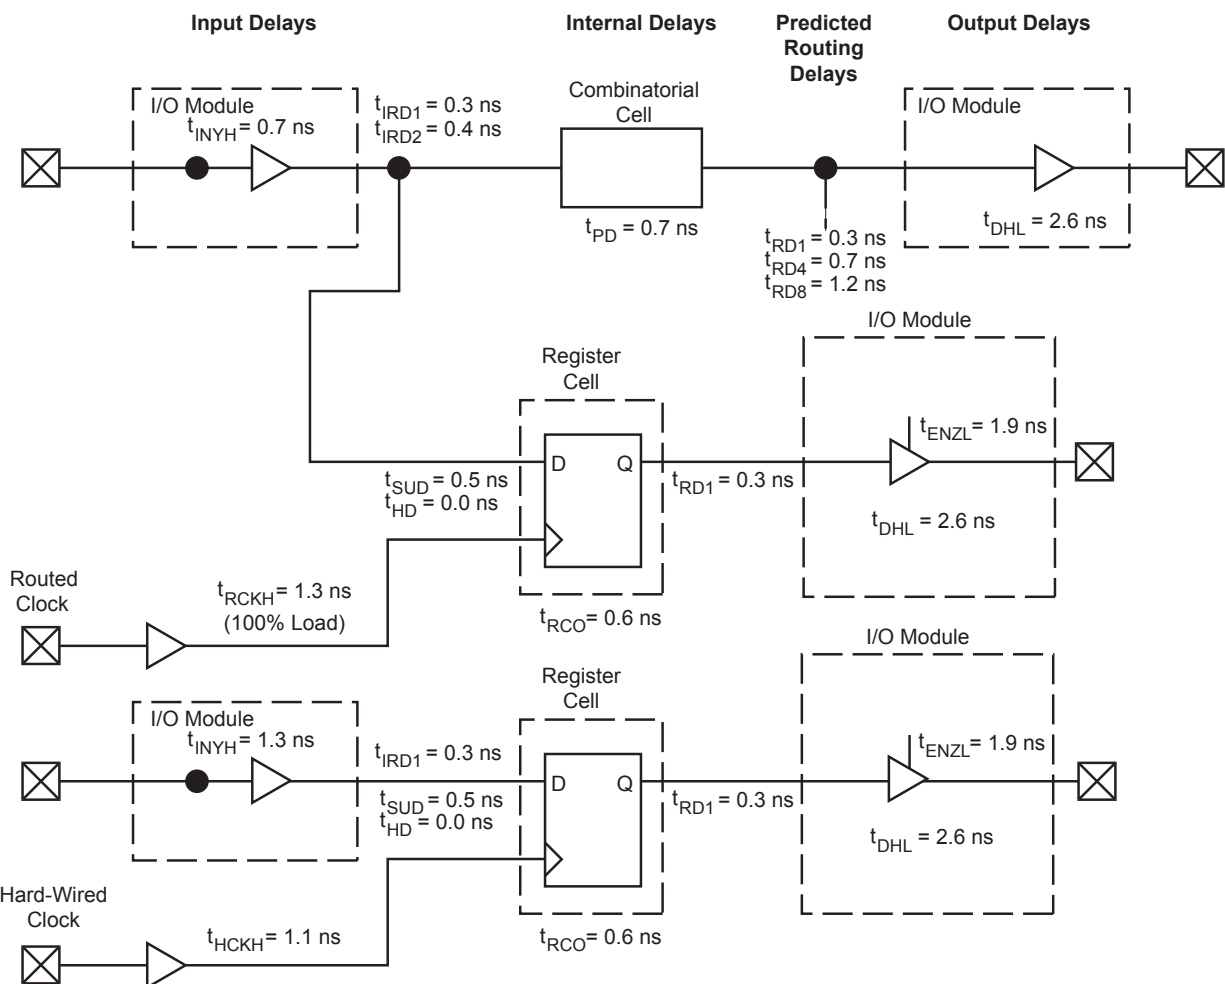 Input Delays
Internal Delays
Predicted
Routing
Delays
Output Delays
I/O Module
tINYH = 0.7 ns
tIRD1 = 0.3 ns
tIRD2 = 0.4 ns
Combinatorial
Cell
tPD = 0.7 ns
tRD1 = 0.3 ns
tRD4 = 0.7 ns
tRD8 = 1.2 ns
I/O Module
tDHL = 2.6 ns
Register
Cell
D Q
tSUD = 0.5 ns
tHD = 0.0 ns
tRD1 = 0.3 ns
I/O Module
tENZL = 1.9 ns
tDHL = 2.6 ns
Routed
Clock
tRCKH = 1.3 ns
(100% Load)
tRCO = 0.6 ns
I/O Module
tINYH = 1.3 ns
tIRD1 = 0.3 ns
tSUD = 0.5 ns
tHD = 0.0 ns
Register
Cell
D Q
tRD1 = 0.3 ns
I/O Module
tENZL = 1.9 ns
tDHL = 2.6 ns
Hard-Wired
Clock
tHCKH = 1.1 ns
tRCO = 0.6 ns